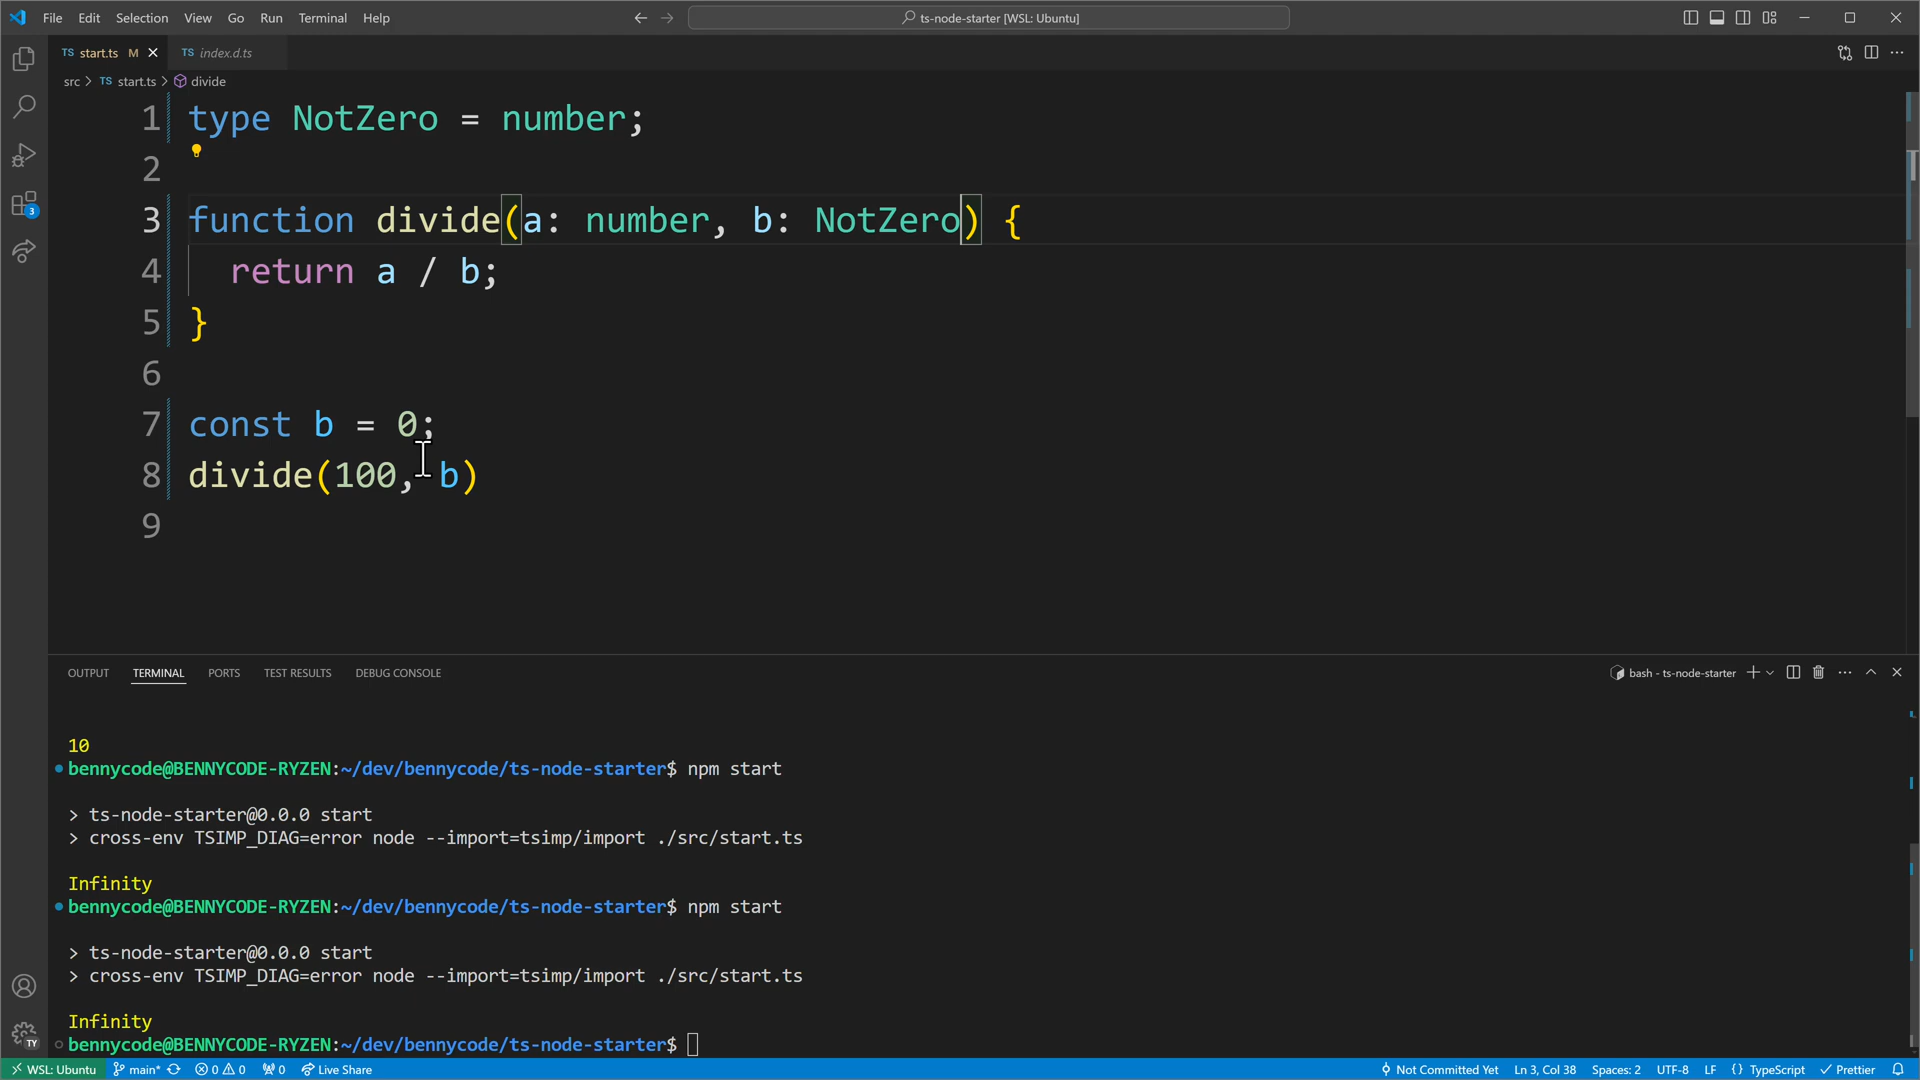 File Edit Selection View Go Run Terminal Help
ts-node-starter [WSL: Ubuntu]
TS start.ts M
TS index.d.ts
src > TS start.ts > divide
1 type NotZero = number;
2
3 function divide(a: number, b: NotZero) {
4 return a / b;
5 }
6
7 const b = 0;
8 divide(100, b)
9
3
OUTPUT TERMINAL PORTS TEST RESULTS DEBUG CONSOLE
bash - ts-node-starter
10
bennycode@BENNYCODE-RYZEN:~/dev/bennycode/ts-node-starter$ npm start
> ts-node-starter@0.0.0 start
> cross-env TSIMP_DIAG=error node --import=tsimp/import ./src/start.ts
Infinity
bennycode@BENNYCODE-RYZEN:~/dev/bennycode/ts-node-starter$ npm start
> ts-node-starter@0.0.0 start
> cross-env TSIMP_DIAG=error node --import=tsimp/import ./src/start.ts
Infinity
bennycode@BENNYCODE-RYZEN:~/dev/bennycode/ts-node-starter$
TY
WSL: Ubuntu main* 0 0 0 Live Share
Not Committed Yet Ln 3, Col 38 Spaces: 2 UTF-8 LF {} TypeScript Prettier